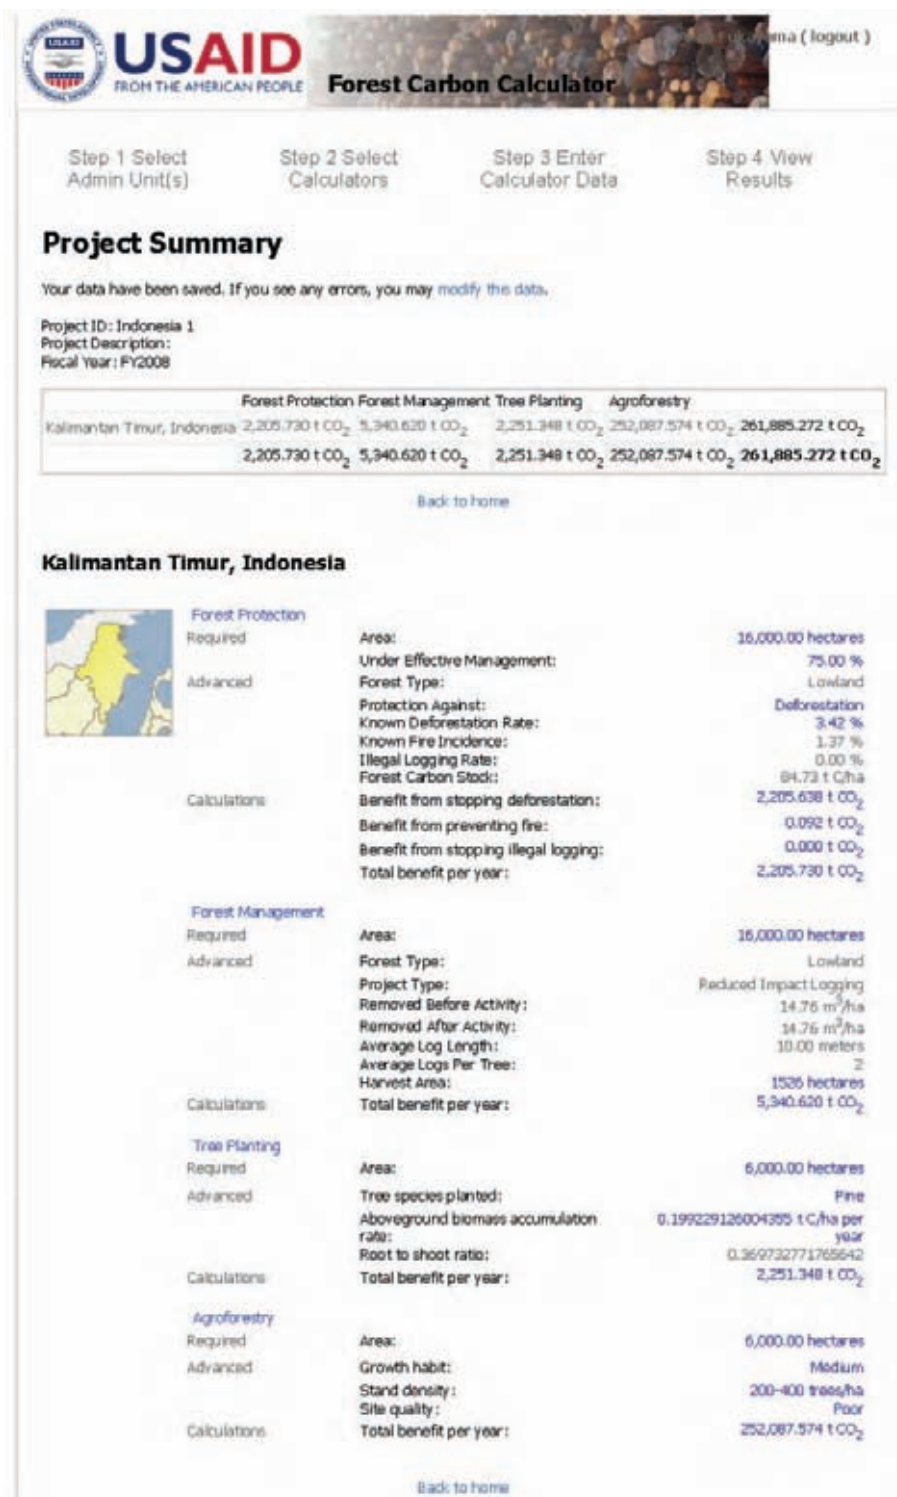 USAID
USAID
FROM THE AMERICAN PEOPLE
Forest Carbon Calculator
( logout )
Step 1 Select Admin Unit(s)
Step 2 Select Calculators
Step 3 Enter Calculator Data
Step 4 View Results
Project Summary
Your data have been saved. If you see any errors, you may modify this data.
Project ID: Indonesia 1
Project Description:
Fiscal Year: FY2008
Forest Protection Forest Management Tree Planting Agroforestry
Kalimantan Timur, Indonesia 2,205.730 t CO2 5,340.620 t CO2 2,251.348 t CO2 252,087.574 t CO2 261,885.272 t CO2
2,205.730 t CO2 5,340.620 t CO2 2,251.348 t CO2 252,087.574 t CO2 261,885.272 t CO2
Back to home
Kalimantan Timur, Indonesia
Forest Protection
Required Area: 16,000.00 hectares
Under Effective Management: 75.00 %
Advanced Forest Type: Lowland
Protection Against: Deforestation
Known Deforestation Rate: 3.42 %
Known Fire Incidence: 1.37 %
Illegal Logging Rate: 0.00 %
Forest Carbon Stock: 84.73 t C/ha
Calculations Benefit from stopping deforestation: 2,205.638 t CO2
Benefit from preventing fire: 0.092 t CO2
Benefit from stopping illegal logging: 0.000 t CO2
Total benefit per year: 2,205.730 t CO2
Forest Management
Required Area: 16,000.00 hectares
Advanced Forest Type: Lowland
Project Type: Reduced Impact Logging
Removed Before Activity: 14.76 m3/ha
Removed After Activity: 14.76 m3/ha
Average Log Length: 10.00 meters
Average Logs Per Tree: 2
Harvest Area: 1526 hectares
Calculations Total benefit per year: 5,340.620 t CO2
Tree Planting
Required Area: 6,000.00 hectares
Advanced Tree species planted: Pine
Aboveground biomass accumulation rate: 0.199229126004355 t C/ha per year
Root to shoot ratio: 0.369732771765642
Calculations Total benefit per year: 2,251.348 t CO2
Agroforestry
Required Area: 6,000.00 hectares
Advanced Growth habit: Medium
Stand density: 200-400 trees/ha
Site quality: Poor
Calculations Total benefit per year: 252,087.574 t CO2
Back to home